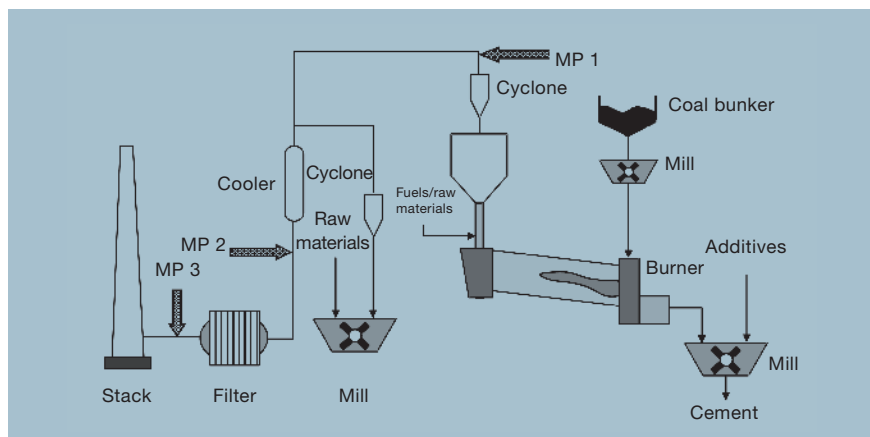 MP 1
Cyclone
Coal bunker
Mill
Cooler
Cyclone
Fuels/raw
materials
Raw
materials
MP 2
MP 3
Additives
Burner
Mill
Stack
Filter
Mill
Cement